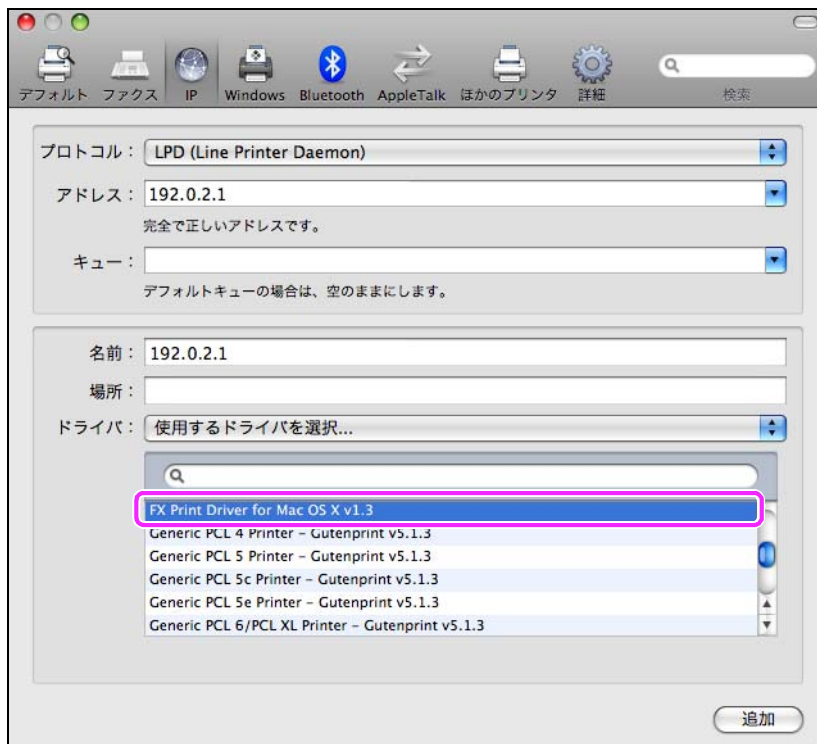 デフォルト ファクス IP Windows Bluetooth AppleTalk ほかのプリンタ 詳細 検索
プロトコル： LPD (Line Printer Daemon)
アドレス： 192.0.2.1
完全で正しいアドレスです。
キュー：
デフォルトキューの場合は、空のままにします。
名前： 192.0.2.1
場所：
ドライバ： 使用するドライバを選択...
FX Print Driver for Mac OS X v1.3
Generic PCL 4 Printer – Gutenprint v5.1.3
Generic PCL 5 Printer – Gutenprint v5.1.3
Generic PCL 5c Printer – Gutenprint v5.1.3
Generic PCL 5e Printer – Gutenprint v5.1.3
Generic PCL 6/PCL XL Printer – Gutenprint v5.1.3
追加